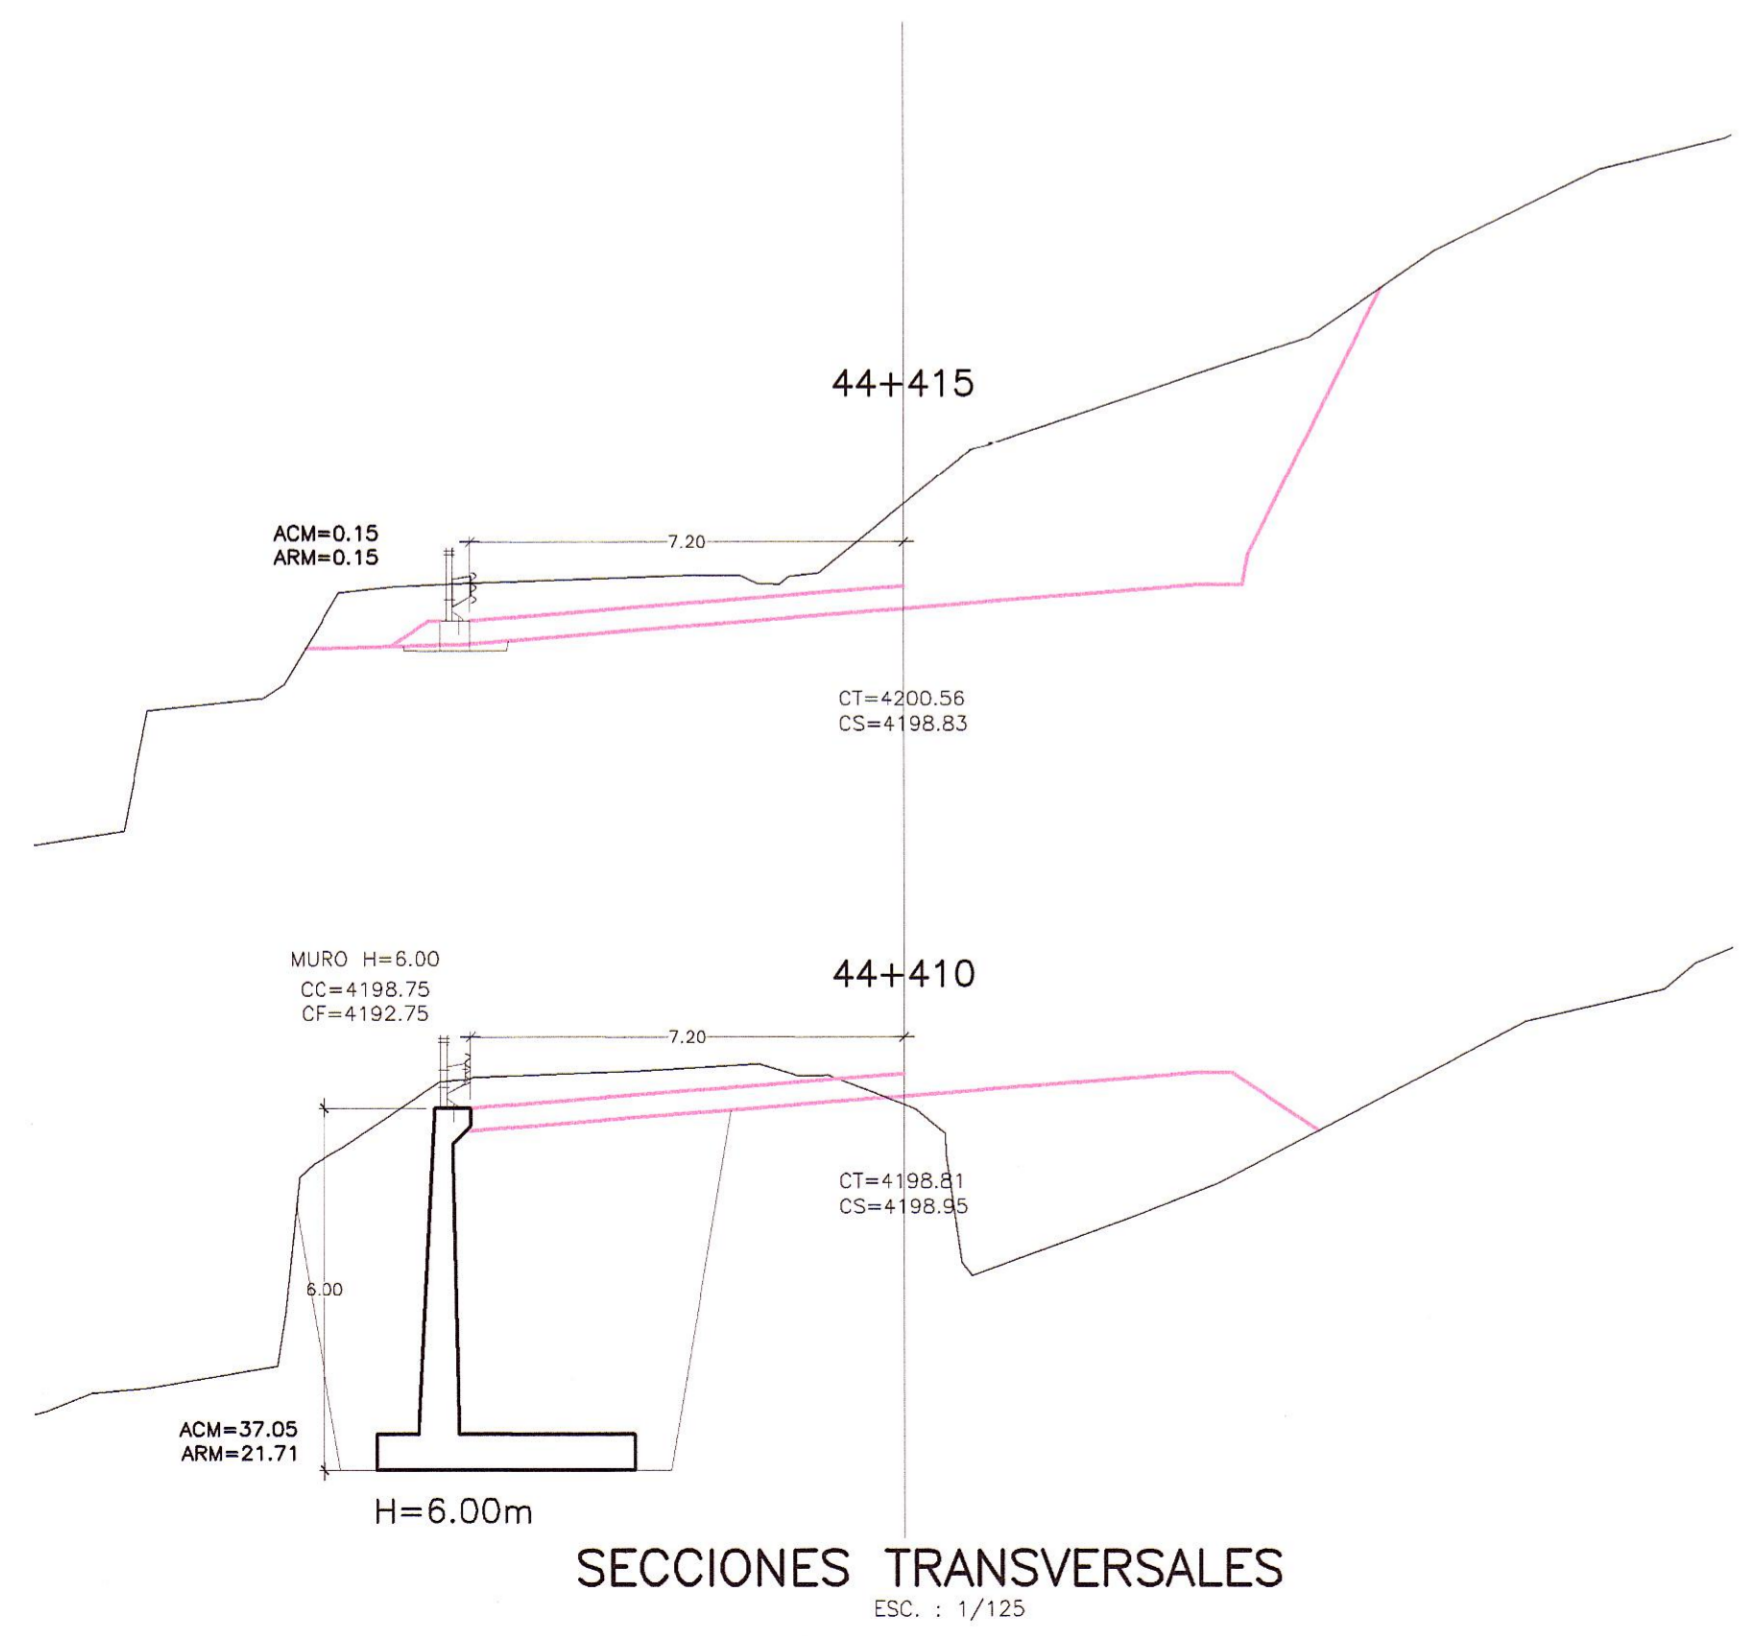 44+415
ACM=0.15
ARM=0.15
7.20
CT=4200.56
CS=4198.83
MURO H=6.00
CC=4198.75
CF=4192.75
44+410
7.20
CT=4198.81
CS=4198.95
6.00
ACM=37.05
ARM=21.71
H=6.00m
SECCIONES TRANSVERSALES
ESC. : 1/125